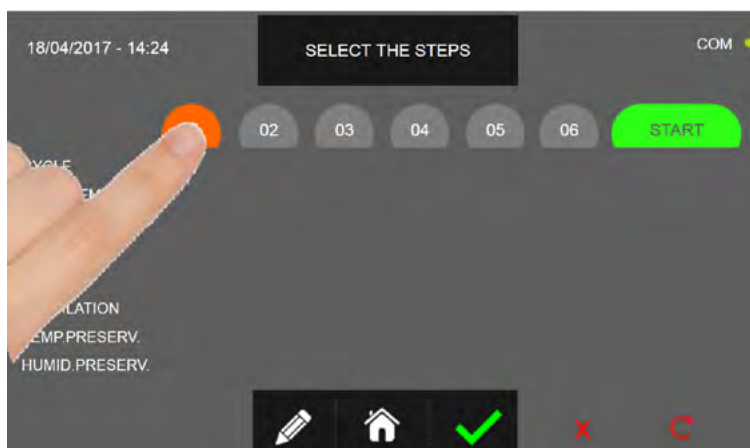 18/04/2017 - 14:24
SELECT THE STEPS
COM
02 03 04 05 06 START
HUMID.PRESERV.